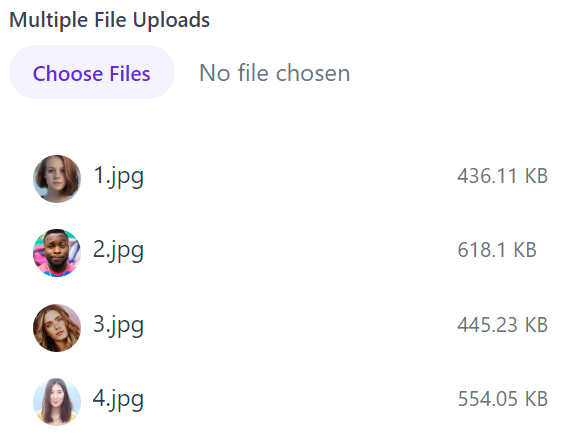 Multiple File Uploads
Choose Files No file chosen
1.jpg 436.11 KB
2.jpg 618.1 KB
3.jpg 445.23 KB
4.jpg 554.05 KB